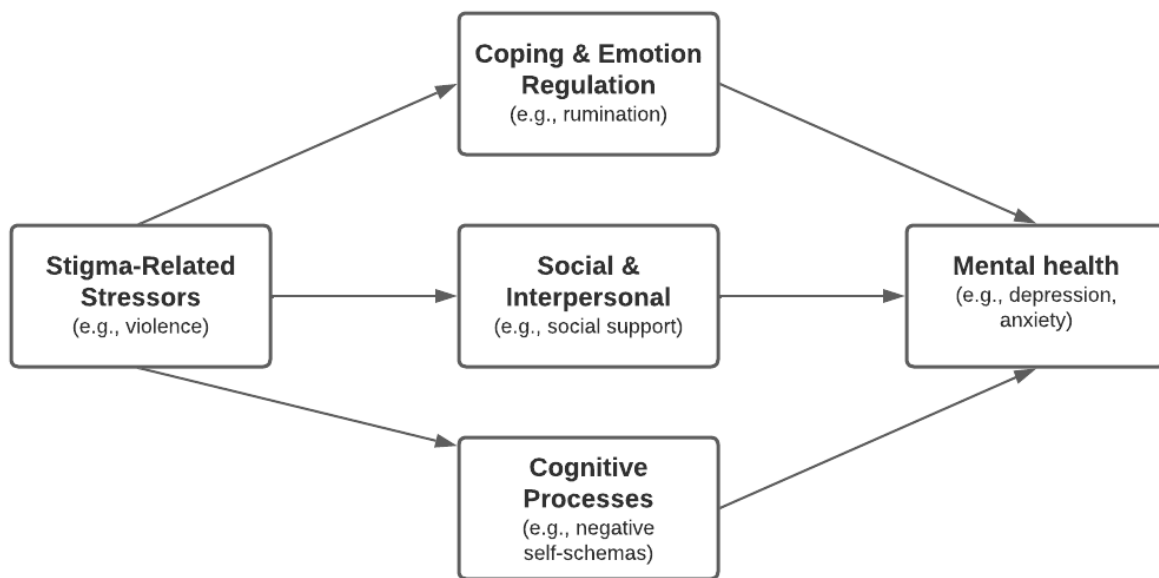 Coping & Emotion
Regulation
(e.g., rumination)
Stigma-Related
Stressors
(e.g., violence)
Social &
Interpersonal
(e.g., social support)
Mental health
(e.g., depression,
anxiety)
Cognitive
Processes
(e.g., negative
self-schemas)